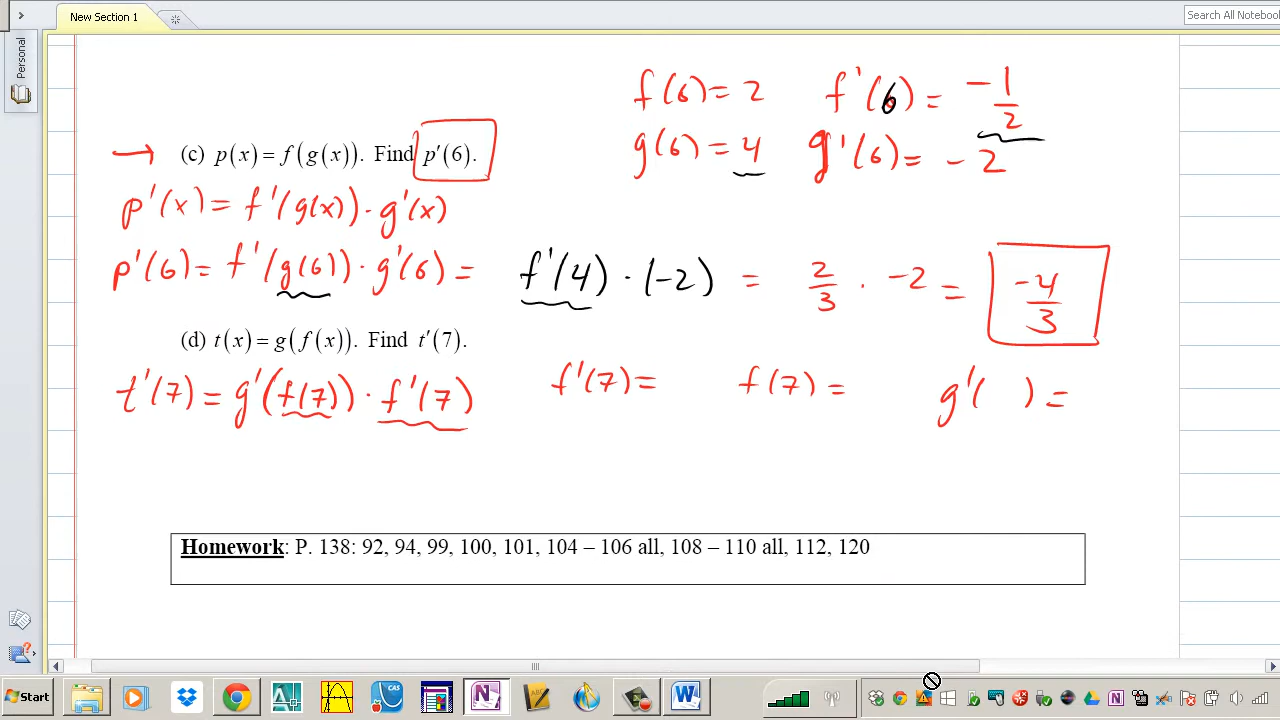 New Section 1
Search All Notebook
Personal
f(6)=2 f'(6)= -1/2
g(6)=4 g'(6)= -2
(c) p(x) = f(g(x)). Find p′(6).
p'(x)= f'(g(x))·g'(x)
p'(6)= f'(g(6))·g'(6)= f'(4)·(-2) = 2/3 · -2 = -4/3
(d) t(x) = g(f(x)). Find t′(7).
t'(7)= g'(f(7))·f'(7) f'(7)= f(7)= g'( )=
Homework: P. 138: 92, 94, 99, 100, 101, 104 – 106 all, 108 – 110 all, 112, 120
Start
CAS